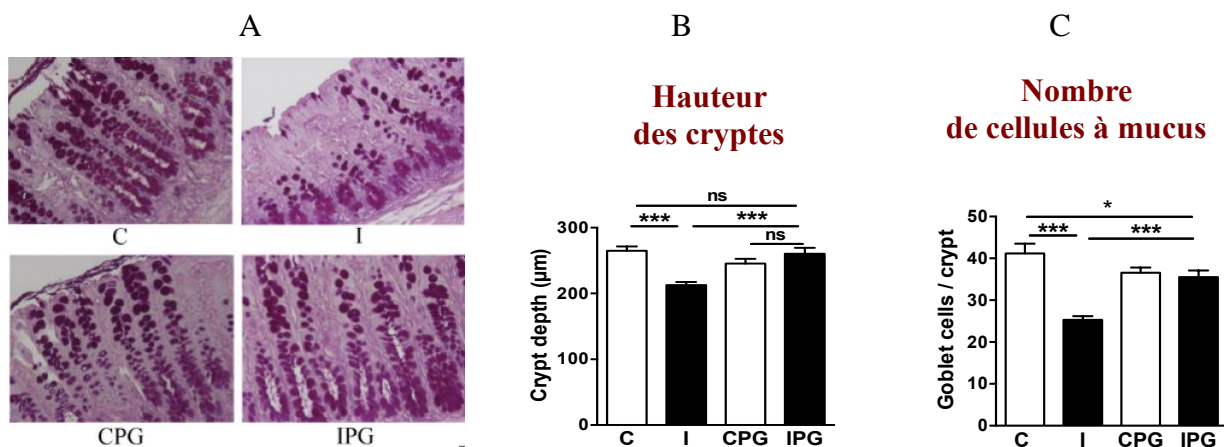 A
C
I
CPG
IPG
B
Hauteur
des cryptes
ns
***
***
ns
300
200
100
0
Crypt depth (µm)
C
I
CPG
IPG
C
Nombre
de cellules à mucus
*
***
***
50
40
30
20
10
0
Goblet cells / crypt
C
I
CPG
IPG